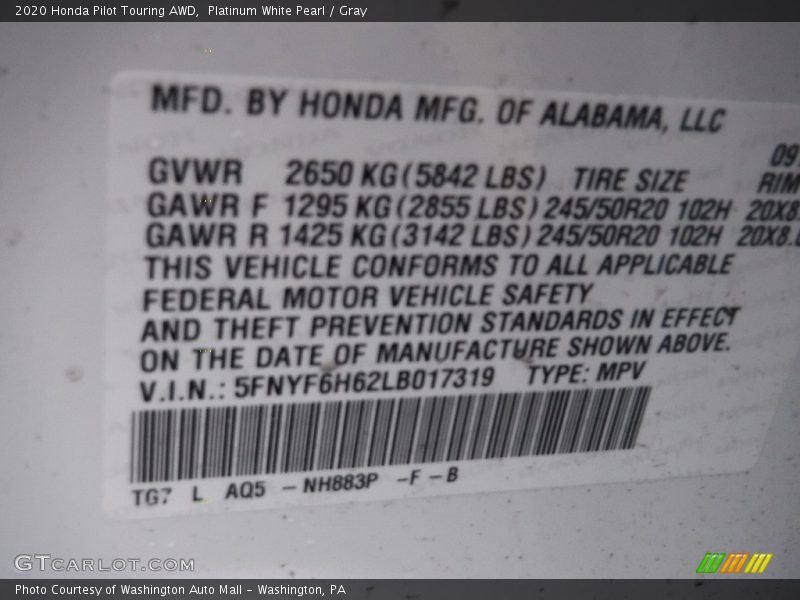 2020 Honda Pilot Touring AWD,  Platinum White Pearl / Gray
MFD. BY HONDA MFG. OF ALABAMA, LLC
09
GVWR 2650 KG (5842 LBS) TIRE SIZE RIM
GAWR F 1295 KG (2855 LBS) 245/50R20 102H 20X8.
GAWR R 1425 KG (3142 LBS) 245/50R20 102H 20X8.
THIS VEHICLE CONFORMS TO ALL APPLICABLE
FEDERAL MOTOR VEHICLE SAFETY
AND THEFT PREVENTION STANDARDS IN EFFECT
ON THE DATE OF MANUFACTURE SHOWN ABOVE.
V.I.N.: 5FNYF6H62LB017319 TYPE: MPV
TG7 L AQ5 - NH883P - F - B
GTCARLOT.COM
Photo Courtesy of Washington Auto Mall - Washington, PA